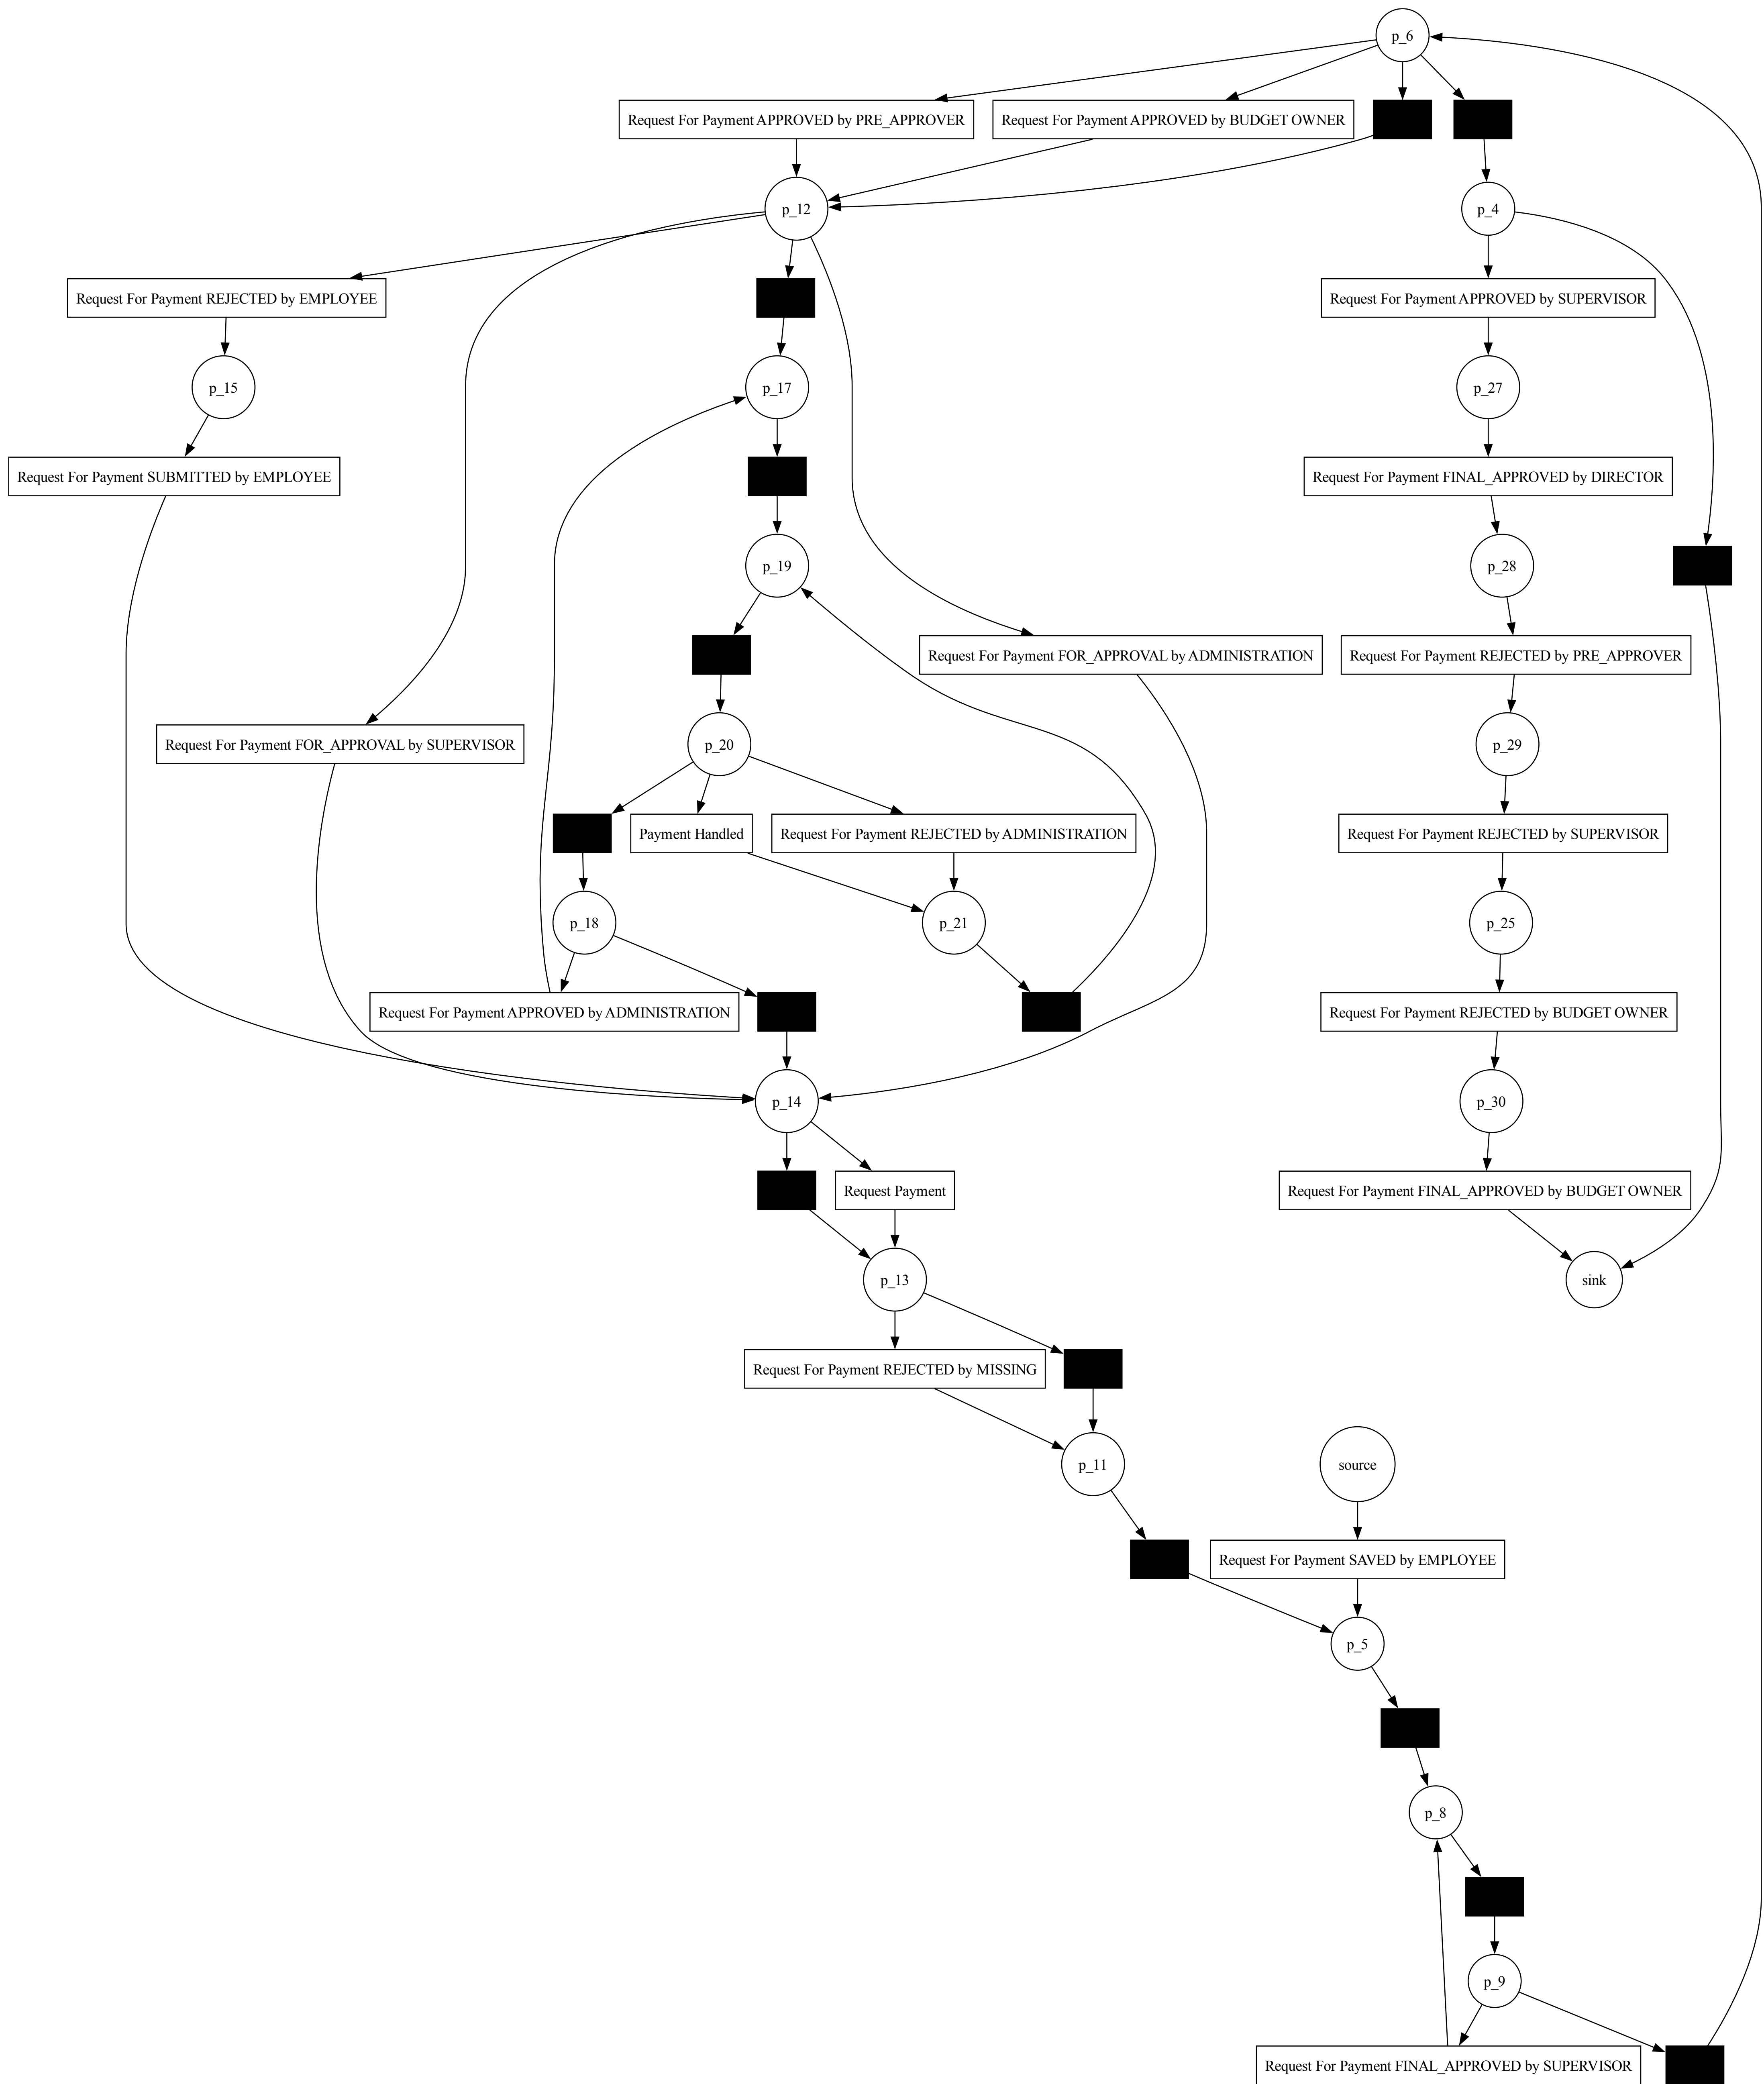 p_6
Request For Payment APPROVED by PRE_APPROVER
Request For Payment APPROVED by BUDGET OWNER
p_12
p_4
Request For Payment REJECTED by EMPLOYEE
Request For Payment APPROVED by SUPERVISOR
p_15
p_17
p_27
Request For Payment SUBMITTED by EMPLOYEE
Request For Payment FINAL_APPROVED by DIRECTOR
p_19
p_28
Request For Payment FOR_APPROVAL by ADMINISTRATION
Request For Payment REJECTED by PRE_APPROVER
Request For Payment FOR_APPROVAL by SUPERVISOR
p_20
p_29
Payment Handled
Request For Payment REJECTED by ADMINISTRATION
Request For Payment REJECTED by SUPERVISOR
p_18
p_21
p_25
Request For Payment APPROVED by ADMINISTRATION
Request For Payment REJECTED by BUDGET OWNER
p_14
p_30
Request Payment
Request For Payment FINAL_APPROVED by BUDGET OWNER
p_13
sink
Request For Payment REJECTED by MISSING
p_11
source
Request For Payment SAVED by EMPLOYEE
p_5
p_8
p_9
Request For Payment FINAL_APPROVED by SUPERVISOR